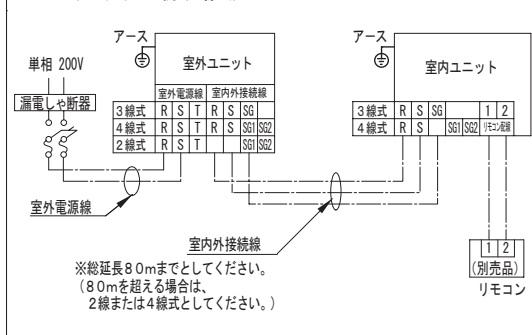 アース
単相 200V
漏電しゃ断器
室外ユニット
室外電源線 室内外接続線
3線式 R S T R S SG
4線式 R S T R S SG1 SG2
2線式 R S T SG1 SG2
室外電源線
アース
室内ユニット
3線式 R S SG 1 2
4線式 R S SG1 SG2 リモコン配線
室内外接続線
※総延長80mまでとしてください。
(80mを超える場合は、
2線または4線式としてください。)
1 2
(別売品)
リモコン